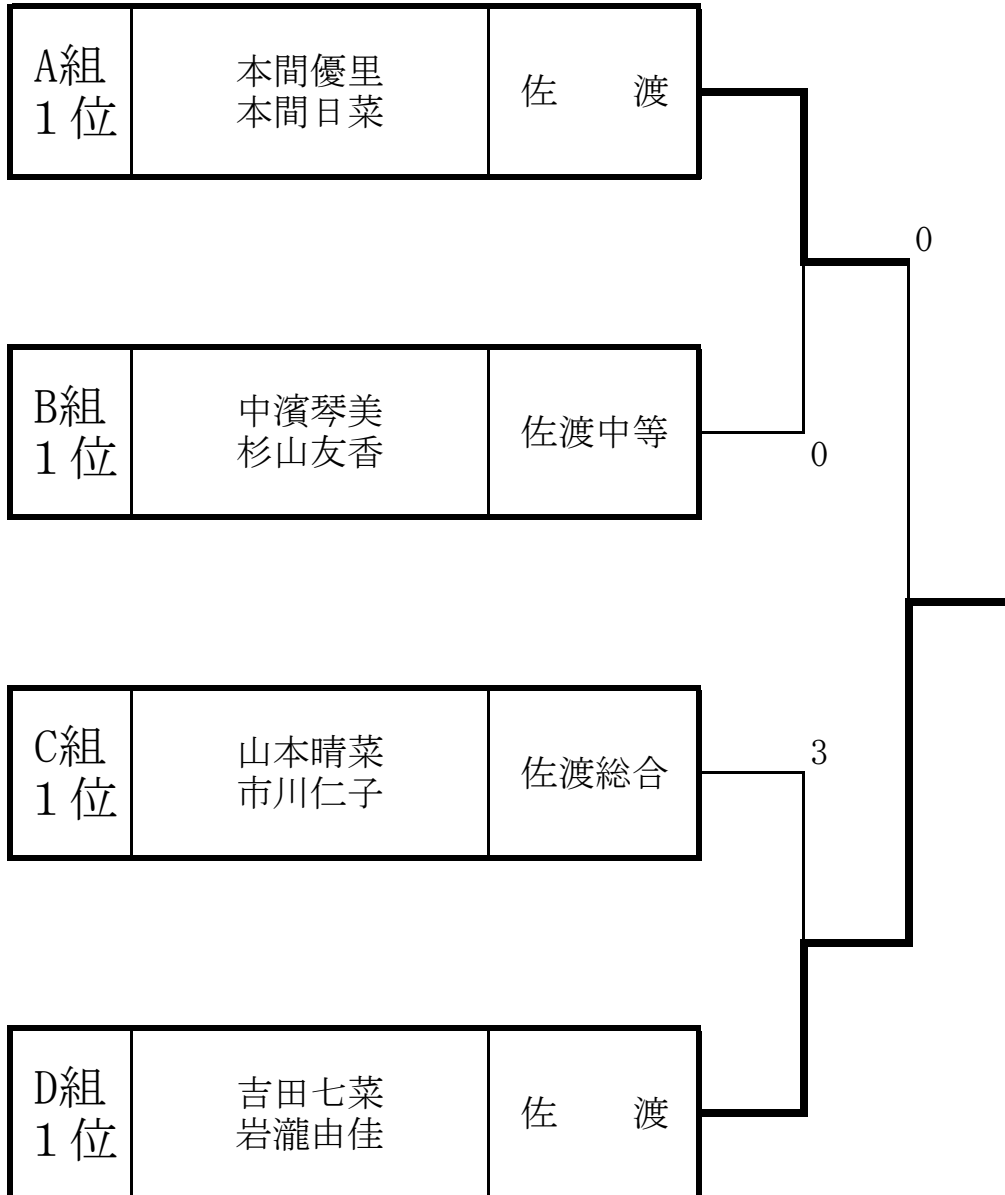 A組
１位
本間優里
本間日菜
佐　　渡
0
B組
１位
中濱琴美
杉山友香
佐渡中等
0
C組
１位
山本晴菜
市川仁子
佐渡総合
3
D組
１位
吉田七菜
岩瀧由佳
佐　　渡